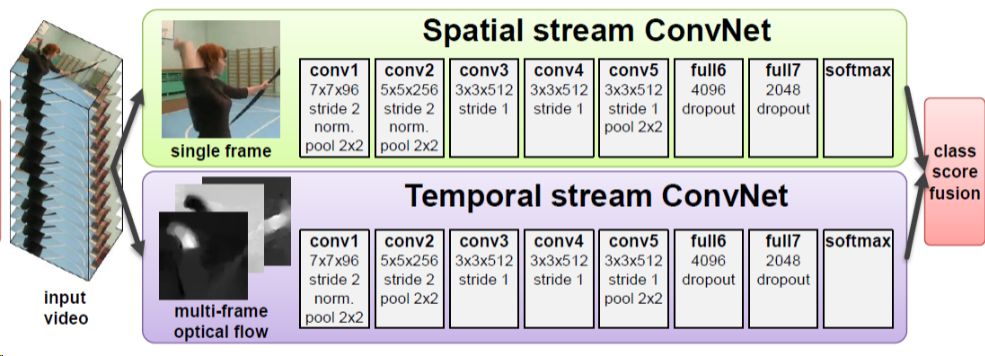 Spatial stream ConvNet
single frame
conv1
7x7x96
stride 2
norm.
pool 2x2
conv2
5x5x256
stride 2
norm.
pool 2x2
conv3
3x3x512
stride 1
conv4
3x3x512
stride 1
conv5
3x3x512
stride 1
pool 2x2
full6
4096
dropout
full7
2048
dropout
softmax
Temporal stream ConvNet
multi-frame
optical flow
conv1
7x7x96
stride 2
norm.
pool 2x2
conv2
5x5x256
stride 2
pool 2x2
conv3
3x3x512
stride 1
conv4
3x3x512
stride 1
conv5
3x3x512
stride 1
pool 2x2
full6
4096
dropout
full7
2048
dropout
softmax
input
video
class
score
fusion